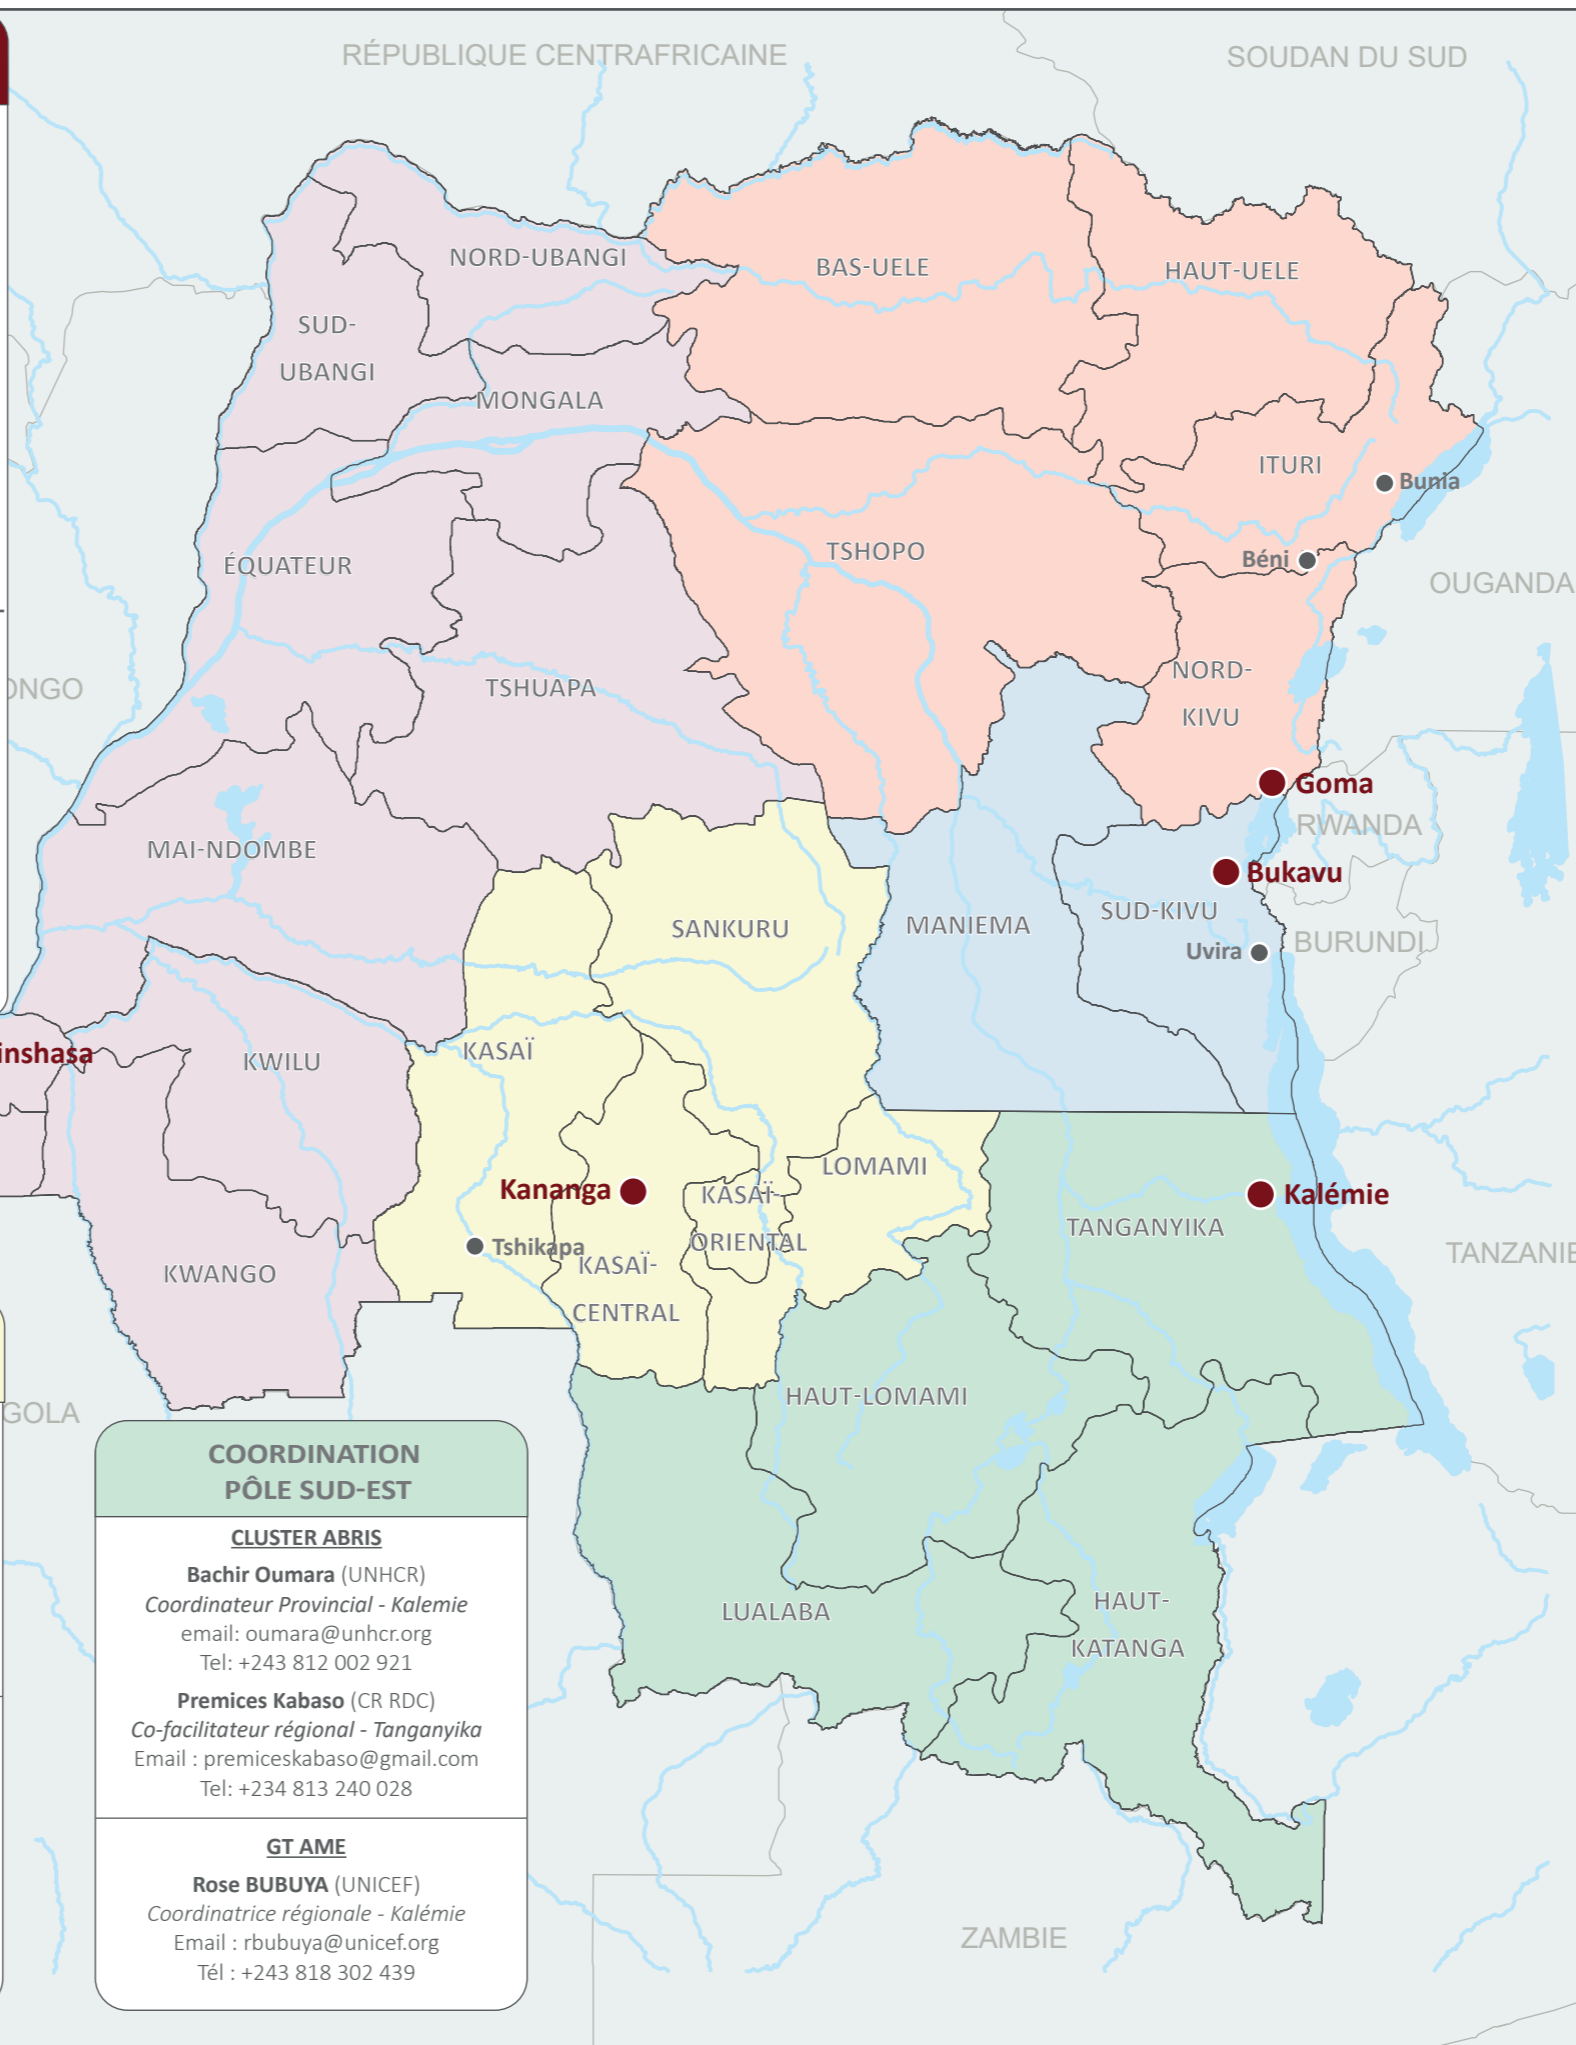 RÉPUBLIQUE CENTRAFRICAINE
SOUDAN DU SUD
NORD-UBANGI
BAS-UELE
HAUT-UELE
SUD-
UBANGI
MONGALA
ITURI
Bunia
ÉQUATEUR
TSHOPO
Béni
OUGANDA
ONGO
TSHUAPA
NORD-
KIVU
Goma
RWANDA
MAI-NDOMBE
Bukavu
SANKURU
MANIEMA
SUD-KIVU
BURUNDI
Uvira
inshasa
KWILU
KASAÏ
LOMAMI
Kananga
KASAÏ-
ORIENTAL
Kalémie
TANGANYIKA
Tshikapa
KASAÏ-
CENTRAL
TANZANIE
KWANGO
HAUT-LOMAMI
GOLA
LUALABA
HAUT-
KATANGA
ZAMBIE
COORDINATION
PÔLE SUD-EST
CLUSTER ABRIS
Bachir Oumara (UNHCR)
Coordinateur Provincial - Kalemie
email: oumara@unhcr.org
Tel: +243 812 002 921
Premices Kabaso (CR RDC)
Co-facilitateur régional - Tanganyika
Email : premiceskabaso@gmail.com
Tel: +234 813 240 028
GT AME
Rose BUBUYA (UNICEF)
Coordinatrice régionale - Kalémie
Email : rbubuya@unicef.org
Tél : +243 818 302 439